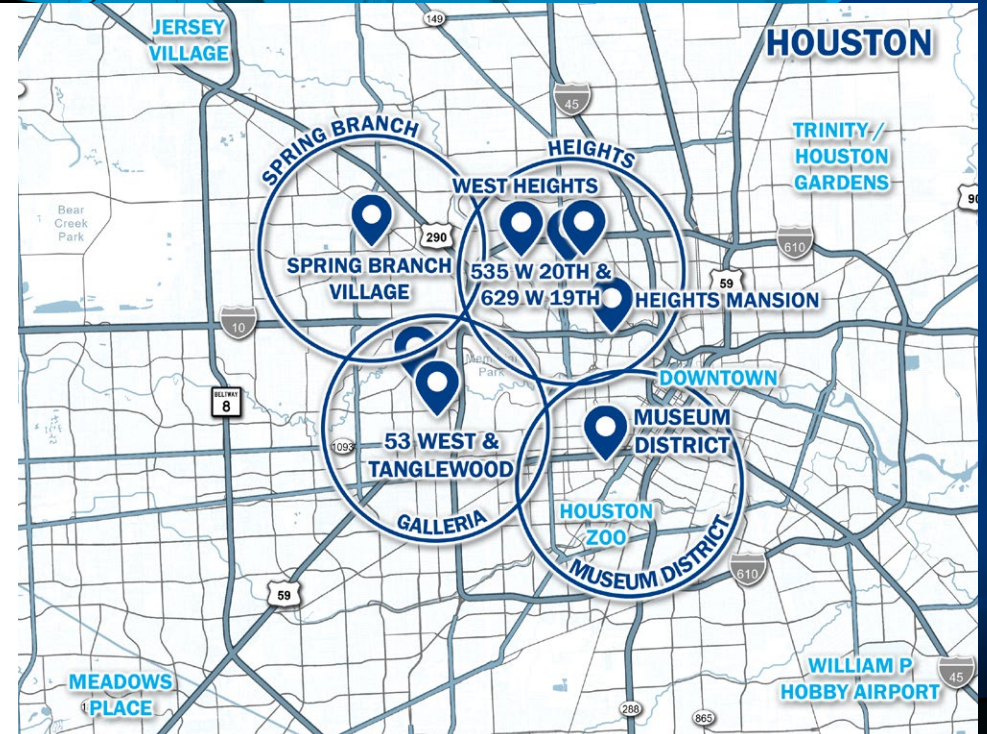 149
JERSEY
VILLAGE
HOUSTON
45
SPRING BRANCH
HEIGHTS
TRINITY /
HOUSTON
GARDENS
WEST HEIGHTS
90
Bear
Creek
Park
290
610
SPRING BRANCH
VILLAGE
535 W 20TH &
629 W 19TH
59
HEIGHTS MANSION
10
Park
DOWNTOWN
BELTWAY
8
MUSEUM
DISTRICT
1093
53 WEST &
TANGLEWOOD
GALLERIA
HOUSTON
ZOO
MUSEUM DISTRICT
610
59
MEADOWS
PLACE
WILLIAM P
HOBBY AIRPORT
45
288
865